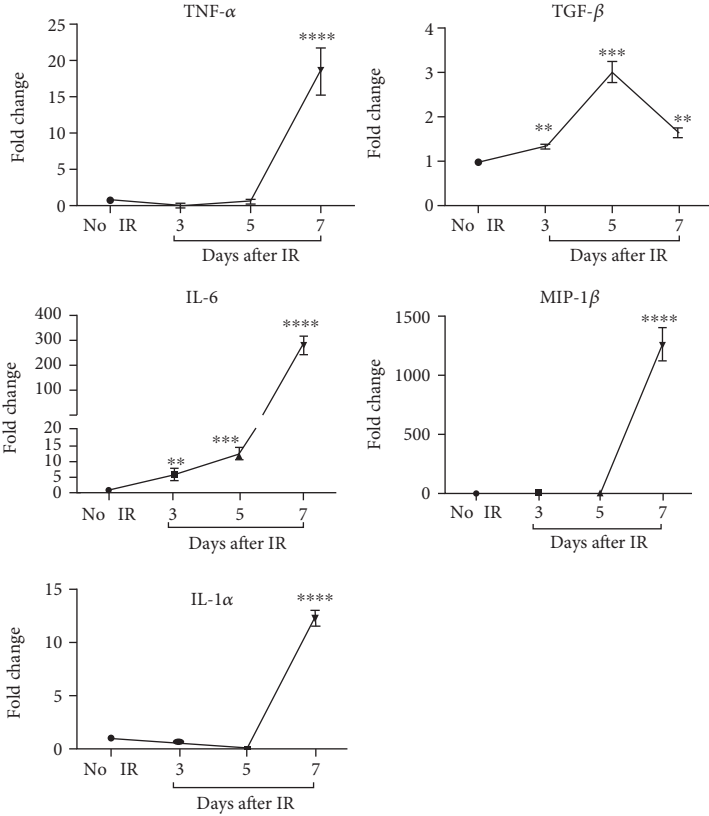 TNF-α
Fold change
25
20
15
10
5
0
****
No IR 3 5 7
Days after IR
TGF-β
Fold change
4
3
2
1
0
**
***
**
No IR 3 5 7
Days after IR
IL-6
Fold change
400
300
200
100
20
15
10
5
0
**
***
****
No IR 3 5 7
Days after IR
MIP-1β
Fold change
1500
1000
500
0
****
No IR 3 5 7
Days after IR
IL-1α
Fold change
15
10
5
0
****
No IR 3 5 7
Days after IR